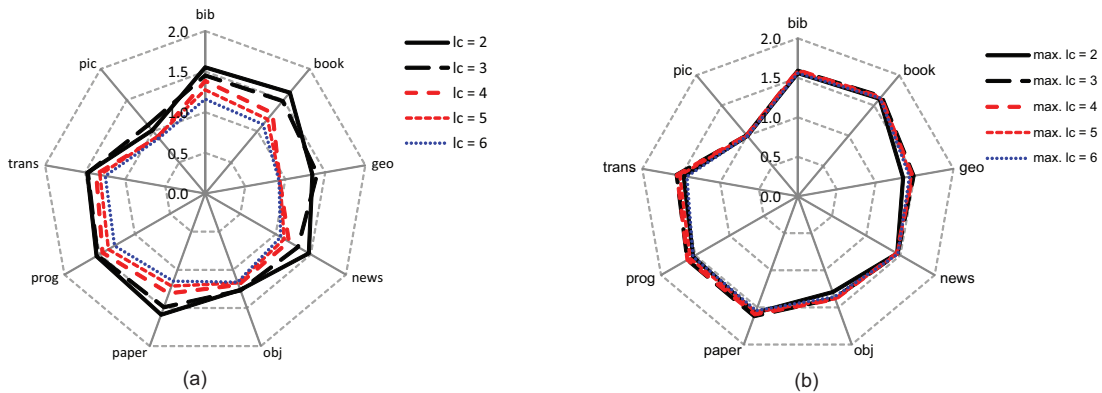 bib
book
geo
news
obj
paper
prog
trans
pic
2.0
1.5
1.0
0.5
0.0
lc = 2
lc = 3
lc = 4
lc = 5
lc = 6
(a)
bib
book
geo
news
obj
paper
prog
trans
pic
2.0
1.5
1.0
0.5
0.0
max. lc = 2
max. lc = 3
max. lc = 4
max. lc = 5
max. lc = 6
(b)